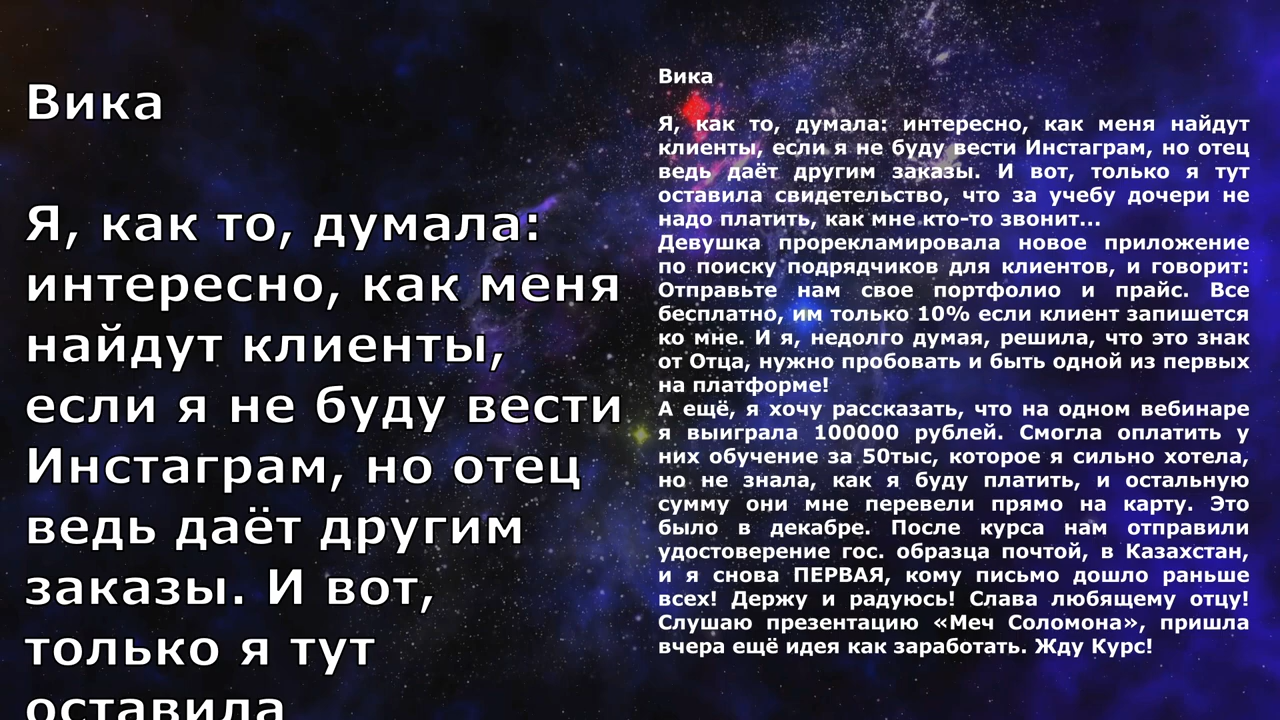 Вика
Я, как то, думала:
интересно, как меня
найдут клиенты,
если я не буду вести
Инстаграм, но отец
ведь даёт другим
заказы. И вот,
только я тут
оставила
Вика
Я, как то, думала: интересно, как меня найдут
клиенты, если я не буду вести Инстаграм, но отец
ведь даёт другим заказы. И вот, только я тут
оставила свидетельство, что за учебу дочери не
надо платить, как мне кто-то звонит...
Девушка прорекламировала новое приложение
по поиску подрядчиков для клиентов, и говорит:
Отправьте нам свое портфолио и прайс. Все
бесплатно, им только 10% если клиент запишется
ко мне. И я, недолго думая, решила, что это знак
от Отца, нужно пробовать и быть одной из первых
на платформе!
А ещё, я хочу рассказать, что на одном вебинаре
я выиграла 100000 рублей. Смогла оплатить у
них обучение за 50тыс, которое я сильно хотела,
но не знала, как я буду платить, и остальную
сумму они мне перевели прямо на карту. Это
было в декабре. После курса нам отправили
удостоверение гос. образца почтой, в Казахстан,
и я снова ПЕРВАЯ, кому письмо дошло раньше
всех! Держу и радуюсь! Слава любящему отцу!
Слушаю презентацию «Меч Соломона», пришла
вчера ещё идея как заработать. Жду Курс!